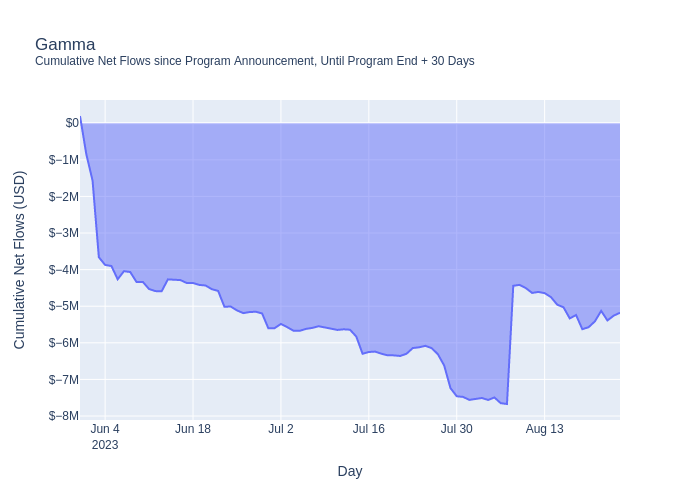 Gamma
Cumulative Net Flows since Program Announcement, Until Program End + 30 Days
Cumulative Net Flows (USD)
$0
$−1M
$−2M
$−3M
$−4M
$−5M
$−6M
$−7M
$−8M
Jun 4
2023
Jun 18
Jul 2
Jul 16
Jul 30
Aug 13
Day